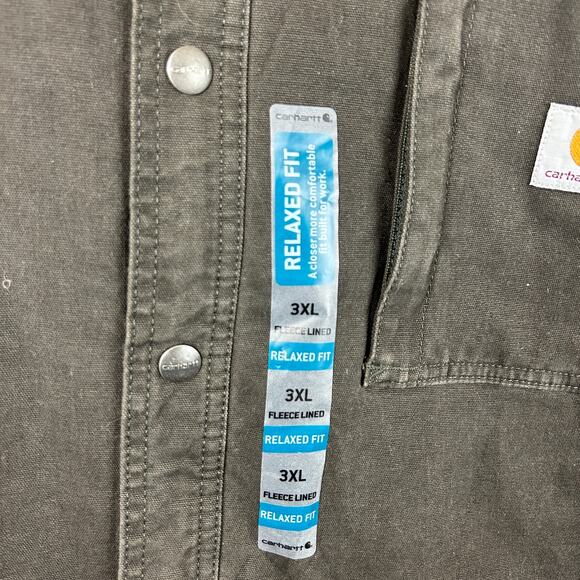 carhartt
carhartt
RELAXED FIT
A closer more comfortable
fit built for work.
3XL
FLEECE LINED
RELAXED FIT
3XL
FLEECE LINED
RELAXED FIT
3XL
FLEECE LINED
RELAXED FIT
carhartt
carhartt